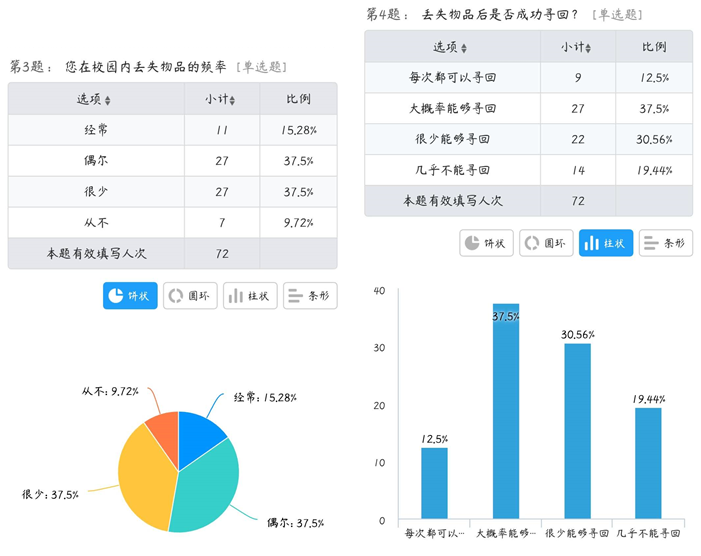 第3题： 您在校园内丢失物品的频率 [单选题]
选项 小计 比例
经常 11 15.28%
偶尔 27 37.5%
很少 27 37.5%
从不 7 9.72%
本题有效填写人次 72
饼状 圆环 柱状 条形
从不: 9.72%
经常: 15.28%
很少: 37.5%
偶尔: 37.5%
第4题： 丢失物品后是否成功寻回？ [单选题]
选项 小计 比例
每次都可以寻回 9 12.5%
大概率能够寻回 27 37.5%
很少能够寻回 22 30.56%
几乎不能寻回 14 19.44%
本题有效填写人次 72
饼状 圆环 柱状 条形
40
37.5%
30
30.56%
20
19.44%
12.5%
10
0
每次都可以… 大概率能够… 很少能够寻回 几乎不能寻回